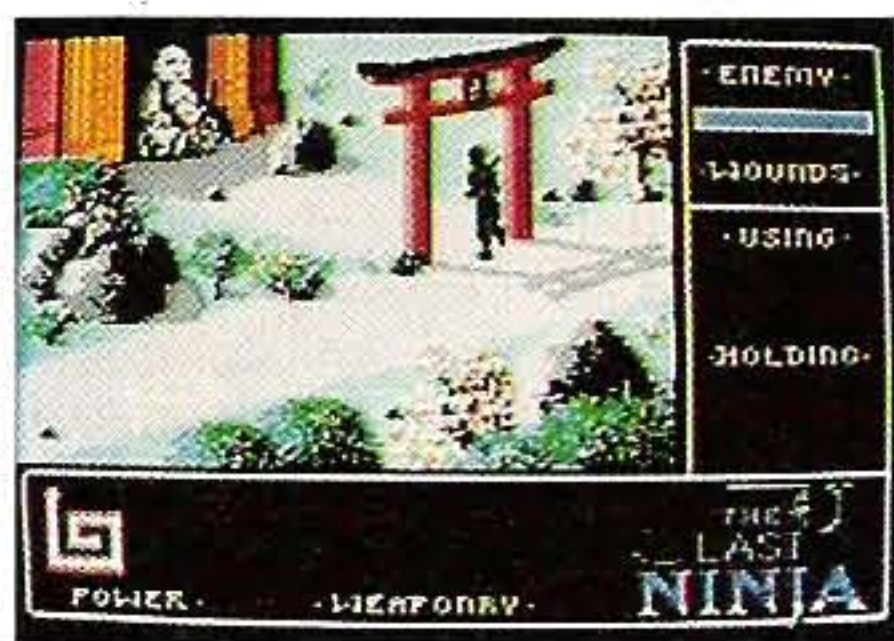 ·ENEMY·
·WOUNDS·
·USING·
·HOLDING·
POWER·
·WEAPONRY·
THE
LAST
NINJA